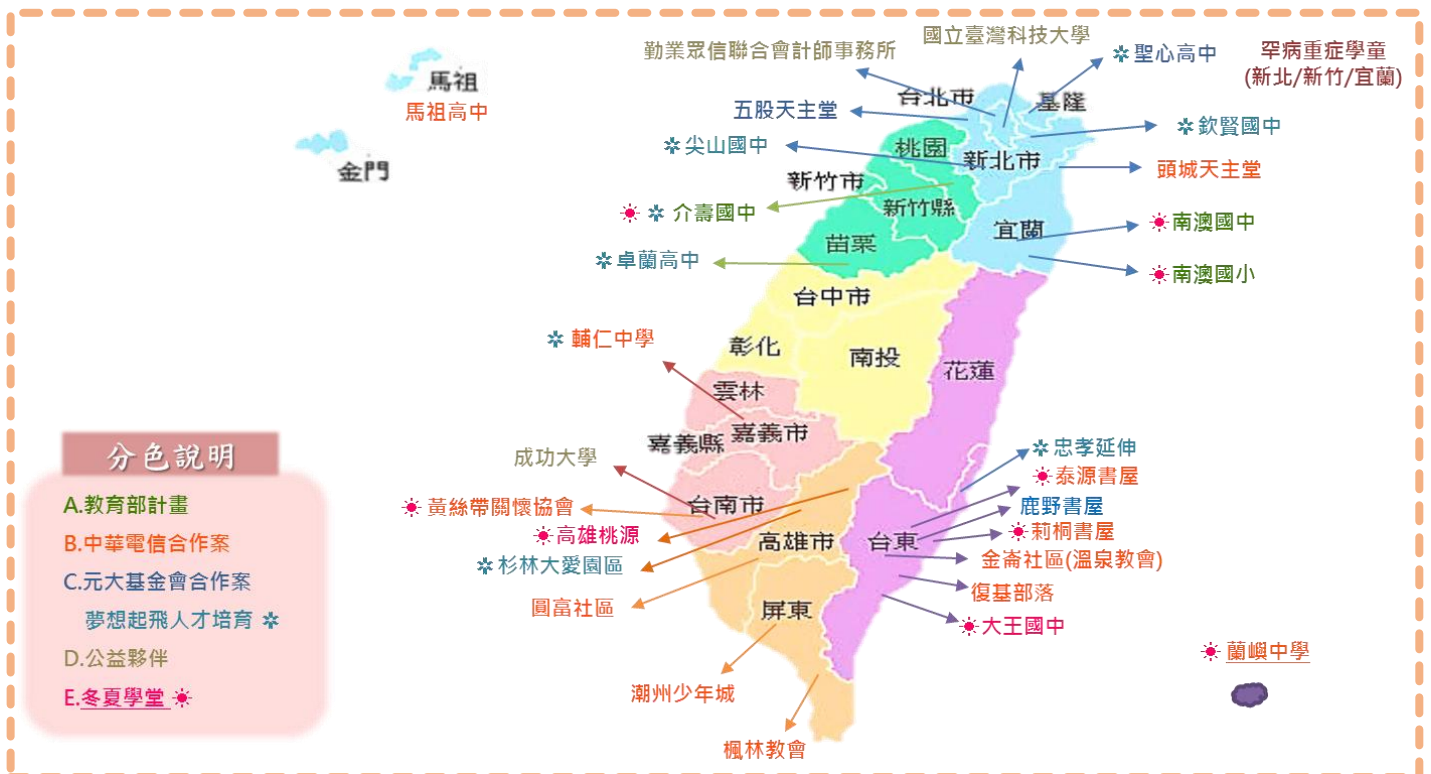 國立臺灣科技大學
勤業眾信聯合會計師事務所
✲聖心高中
罕病重症學童
(新北/新竹/宜蘭)
馬祖
馬祖高中
台北市
基隆
五股天主堂
✲欽賢國中
✲尖山國中
桃園
新北市
頭城天主堂
金門
新竹市
✲ 介壽國中
新竹縣
南澳國中
苗栗
宜蘭
✲卓蘭高中
南澳國小
台中市
✲ 輔仁中學
彰化
南投
花蓮
雲林
嘉義縣
嘉義市
成功大學
✲忠孝延伸
泰源書屋
台南市
黃絲帶關懷協會
鹿野書屋
高雄桃源
高雄市
台東
莉桐書屋
✲杉林大愛園區
金崙社區(溫泉教會)
圓富社區
屏東
復基部落
大王國中
蘭嶼中學
潮州少年城
楓林教會
分色說明
A.教育部計畫
B.中華電信合作案
C.元大基金會合作案
夢想起飛人才培育 ✲
D.公益夥伴
E.冬夏學堂